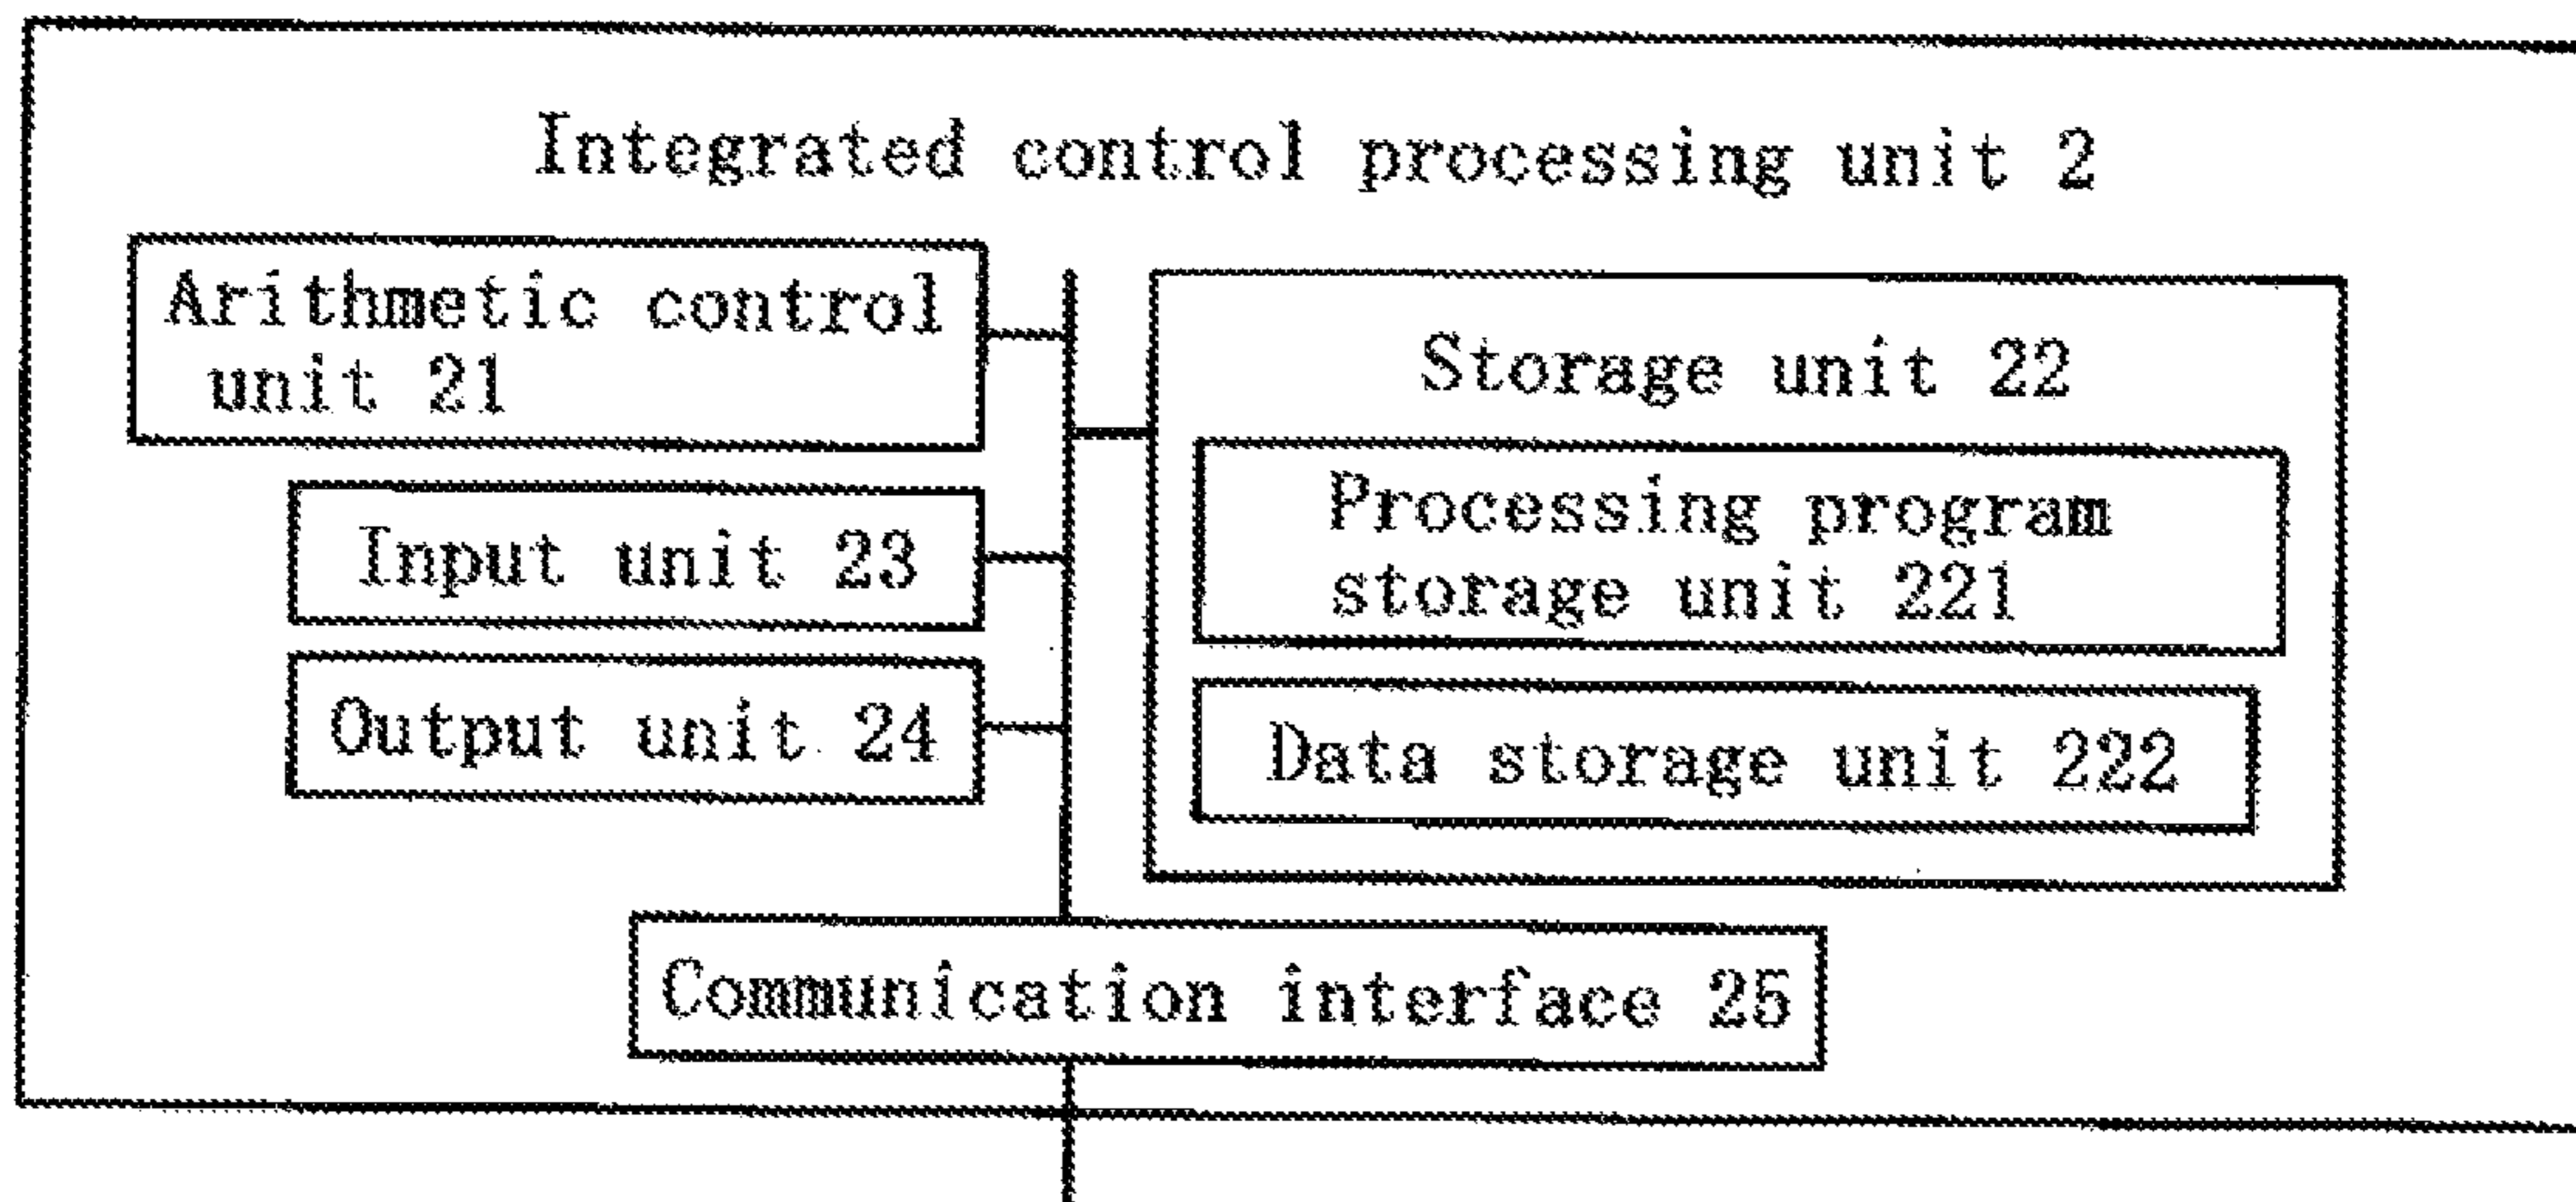 Integrated control processing unit 2
Arithmetic control
unit 21
Storage unit 22
Input unit 23
Processing program
storage unit 221
Output unit 24
Data storage unit 222
Communication interface 25